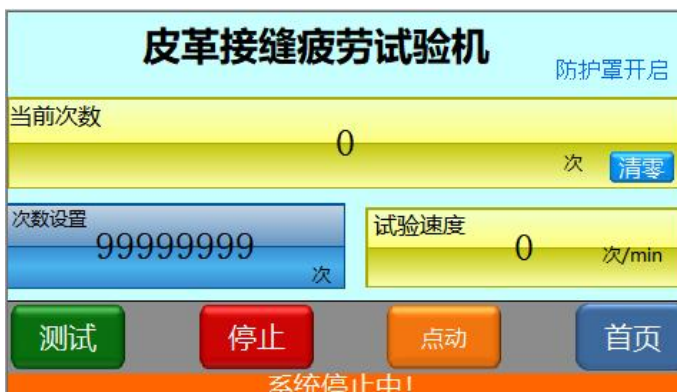 皮革接缝疲劳试验机
防护罩开启
当前次数
0
次 清零
次数设置
99999999
次
试验速度
0 次/min
测试 停止 点动 首页
系统停止中!